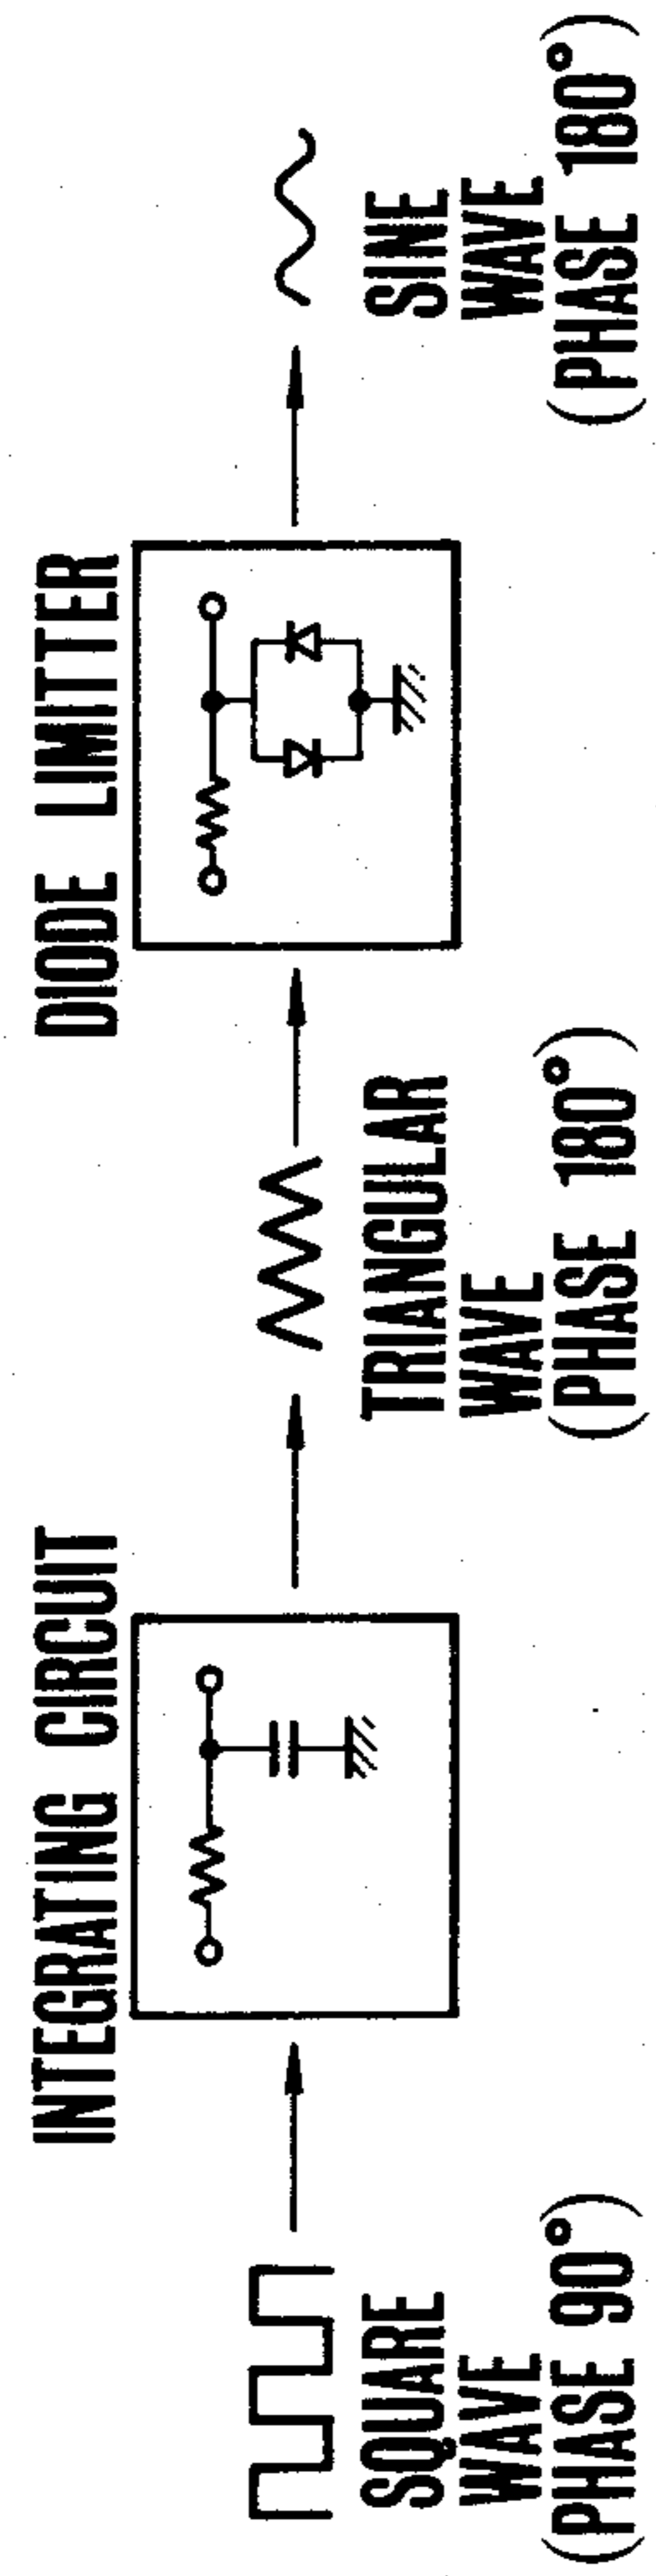 INTEGRATING CIRCUIT
DIODE LIMITTER
SQUARE
WAVE
(PHASE 90°)
TRIANGULAR
WAVE
(PHASE 180°)
SINE
WAVE
(PHASE 180°)